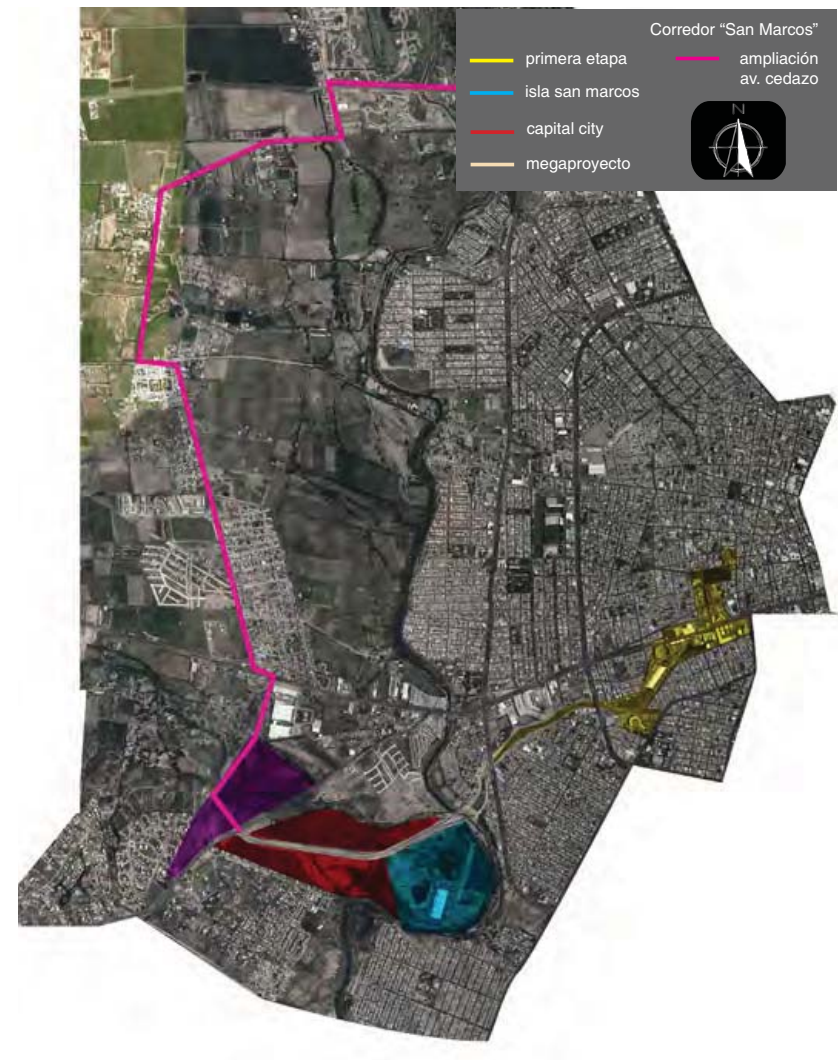 Corredor “San Marcos”
primera etapa
isla san marcos
capital city
megaproyecto
ampliación
av. cedazo
N